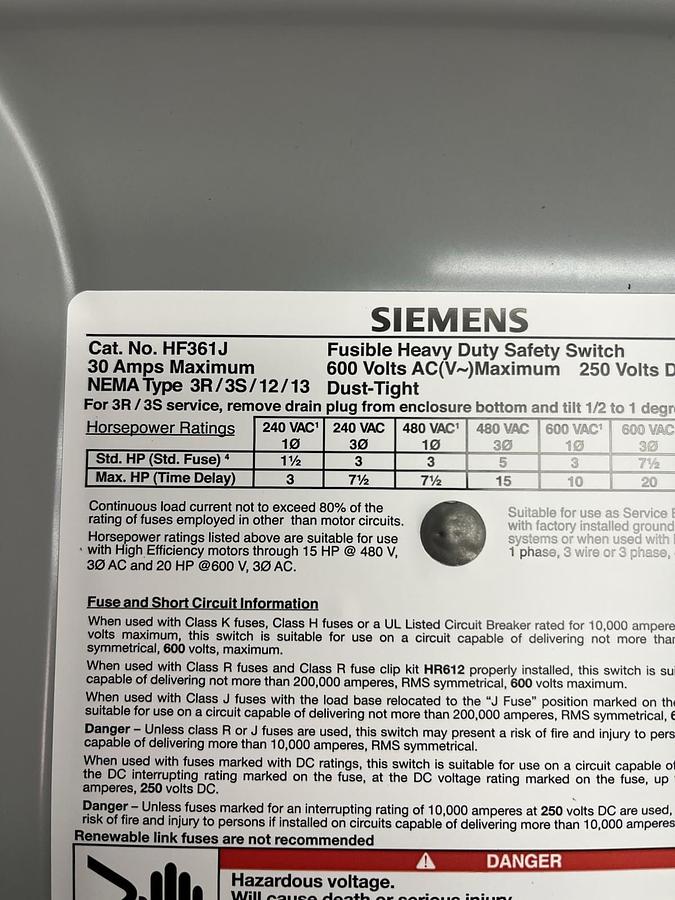 SIEMENS
Cat. No. HF361J Fusible Heavy Duty Safety Switch
30 Amps Maximum 600 Volts AC(V~)Maximum 250 Volts D
NEMA Type 3R/3S/12/13 Dust-Tight
For 3R/3S service, remove drain plug from enclosure bottom and tilt 1/2 to 1 degr
Horsepower Ratings 240 VAC¹ 240 VAC 480 VAC¹ 480 VAC 600 VAC¹ 600 VAC
1Ø 3Ø 1Ø 3Ø 1Ø 3Ø
Std. HP (Std. Fuse) ⁴ 1½ 3 3 5 3 7½
Max. HP (Time Delay) 3 7½ 7½ 15 10 20
Continuous load current not to exceed 80% of the
rating of fuses employed in other than motor circuits.
Horsepower ratings listed above are suitable for use
with High Efficiency motors through 15 HP @ 480 V,
3Ø AC and 20 HP @600 V, 3Ø AC.
Suitable for use as Service E
with factory installed ground
systems or when used with
1 phase, 3 wire or 3 phase,
Fuse and Short Circuit Information
When used with Class K fuses, Class H fuses or a UL Listed Circuit Breaker rated for 10,000 ampere
volts maximum, this switch is suitable for use on a circuit capable of delivering not more than
symmetrical, 600 volts, maximum.
When used with Class R fuses and Class R fuse clip kit HR612 properly installed, this switch is sui
capable of delivering not more than 200,000 amperes, RMS symmetrical, 600 volts maximum.
When used with Class J fuses with the load base relocated to the "J Fuse" position marked on the
suitable for use on a circuit capable of delivering not more than 200,000 amperes, RMS symmetrical, 6
Danger – Unless class R or J fuses are used, this switch may present a risk of fire and injury to pers
capable of delivering more than 10,000 amperes, RMS symmetrical.
When used with fuses marked with DC ratings, this switch is suitable for use on a circuit capable of
the DC interrupting rating marked on the fuse, at the DC voltage rating marked on the fuse, up
amperes, 250 volts DC.
Danger – Unless fuses marked for an interrupting rating of 10,000 amperes at 250 volts DC are used,
risk of fire and injury to persons if installed on circuits capable of delivering more than 10,000 amperes
Renewable link fuses are not recommended
DANGER
Hazardous voltage.
Will cause death or serious injury